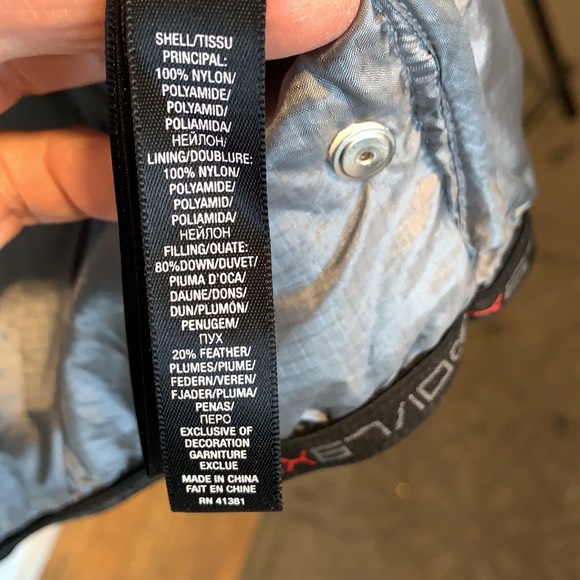 SHELL/TISSU
PRINCIPAL:
100% NYLON/
POLYAMIDE/
POLYAMID/
POLIAMIDA/
НЕЙЛОН/
LINING/DOUBLURE:
100% NYLON/
POLYAMIDE/
POLYAMID/
POLIAMIDA/
НЕЙЛОН
FILLING/OUATE:
80%DOWN/DUVET/
PIUMA D'OCA/
DAUNE/DONS/
DUN/PLUMÓN/
PENUGEM/
ПУХ
20% FEATHER/
PLUMES/PIUME/
FEDERN/VEREN/
FJADER/PLUMA/
PENAS/
ПЕРО
EXCLUSIVE OF
DECORATION
GARNITURE
EXCLUE
MADE IN CHINA
FAIT EN CHINE
RN 41381